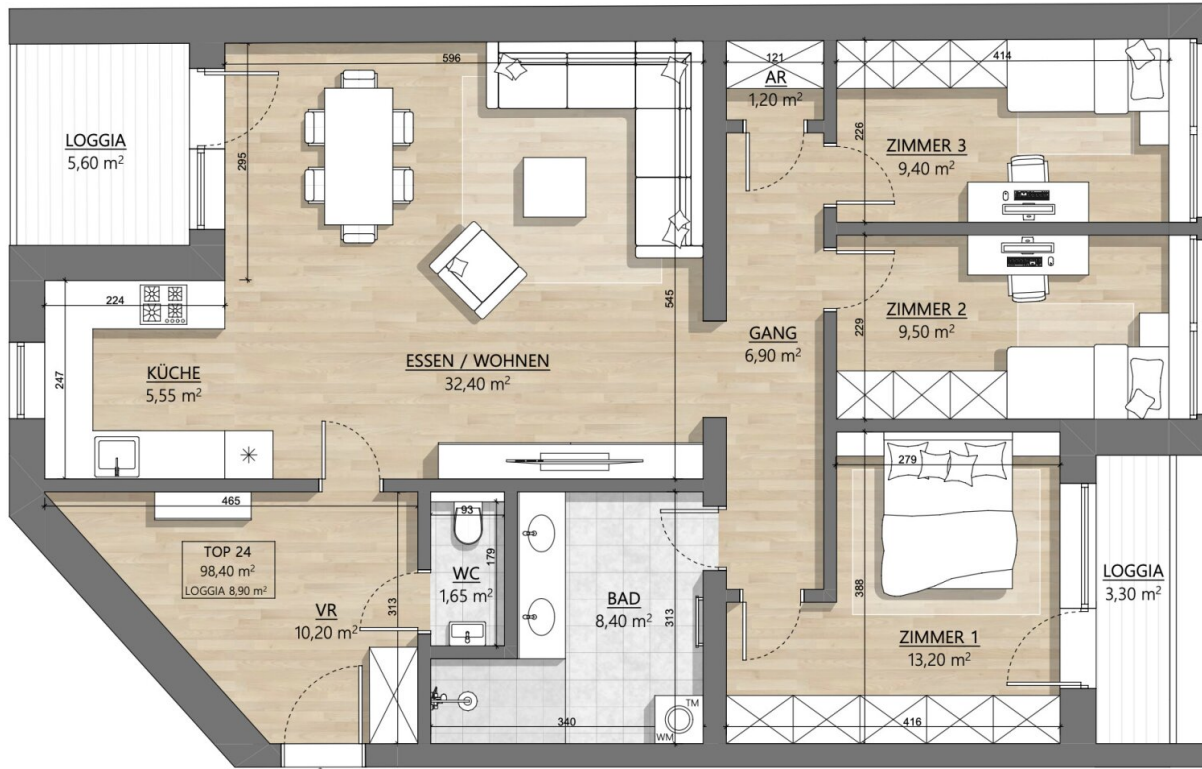 596
121
AR
1,20 m²
414
LOGGIA
5,60 m²
295
226
ZIMMER 3
9,40 m²
224
545
229
ZIMMER 2
9,50 m²
GANG
6,90 m²
247
KÜCHE
5,55 m²
ESSEN / WOHNEN
32,40 m²
279
465
93
179
TOP 24
98,40 m²
LOGGIA 8,90 m²
WC
1,65 m²
VR
10,20 m²
313
BAD
8,40 m²
313
388
LOGGIA
3,30 m²
ZIMMER 1
13,20 m²
340
TM
WM
416